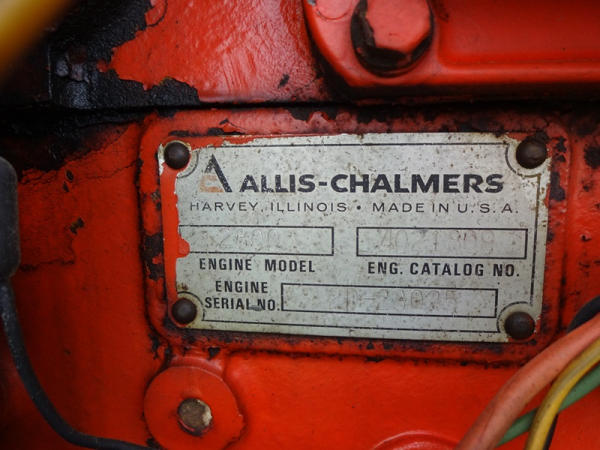 ALLIS-CHALMERS
HARVEY, ILLINOIS • MADE IN U.S.A.
ENGINE MODEL ENG. CATALOG NO.
ENGINE
SERIAL NO.